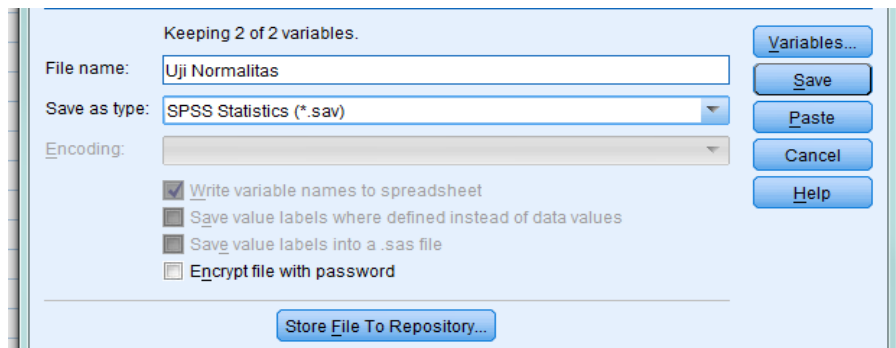 Keeping 2 of 2 variables.
Variables...
File name: Uji Normalitas
Save
Save as type: SPSS Statistics (*.sav)
Paste
Encoding:
Cancel
Write variable names to spreadsheet
Help
Save value labels where defined instead of data values
Save value labels into a .sas file
Encrypt file with password
Store File To Repository...